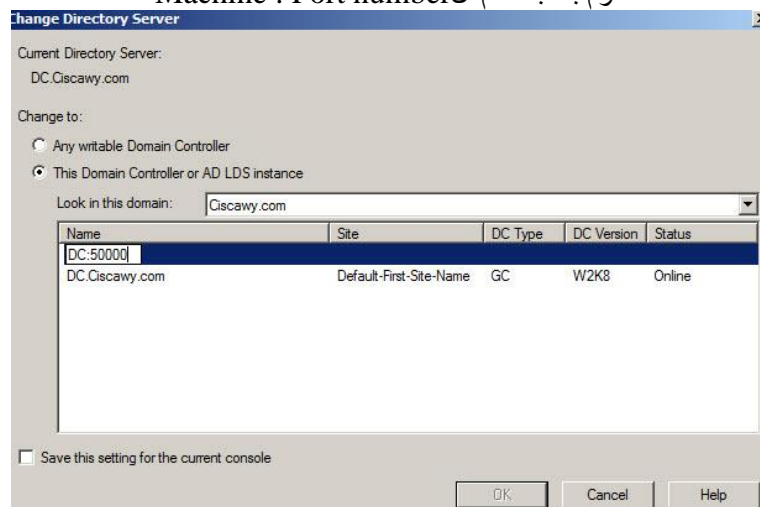 Machine : Port number
Change Directory Server
Current Directory Server:
DC.Ciscawy.com
Change to:
Any writable Domain Controller
This Domain Controller or AD LDS instance
Look in this domain: Ciscawy.com
Name Site DC Type DC Version Status
DC:50000
DC.Ciscawy.com Default-First-Site-Name GC W2K8 Online
Save this setting for the current console
OK Cancel Help